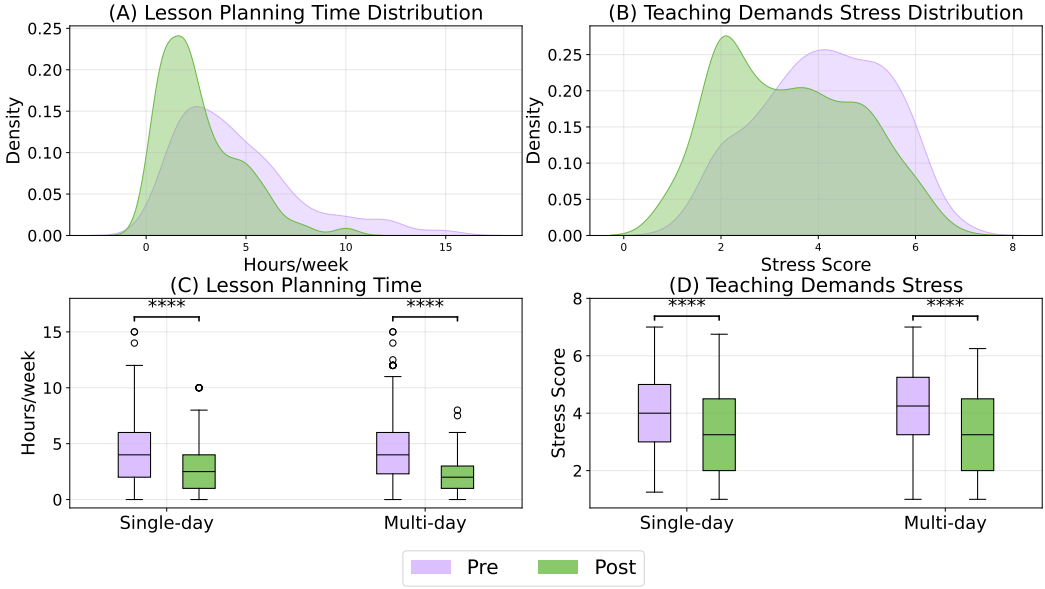 (A) Lesson Planning Time Distribution
0.25
0.20
0.15
0.10
0.05
0.00
Density
0 5 10 15
Hours/week
(B) Teaching Demands Stress Distribution
0.25
0.20
0.15
0.10
0.05
0.00
Density
0 2 4 6 8
Stress Score
(C) Lesson Planning Time
**** ****
15
10
5
0
Hours/week
Single-day Multi-day
(D) Teaching Demands Stress
**** ****
8
6
4
2
Stress Score
Single-day Multi-day
Pre Post